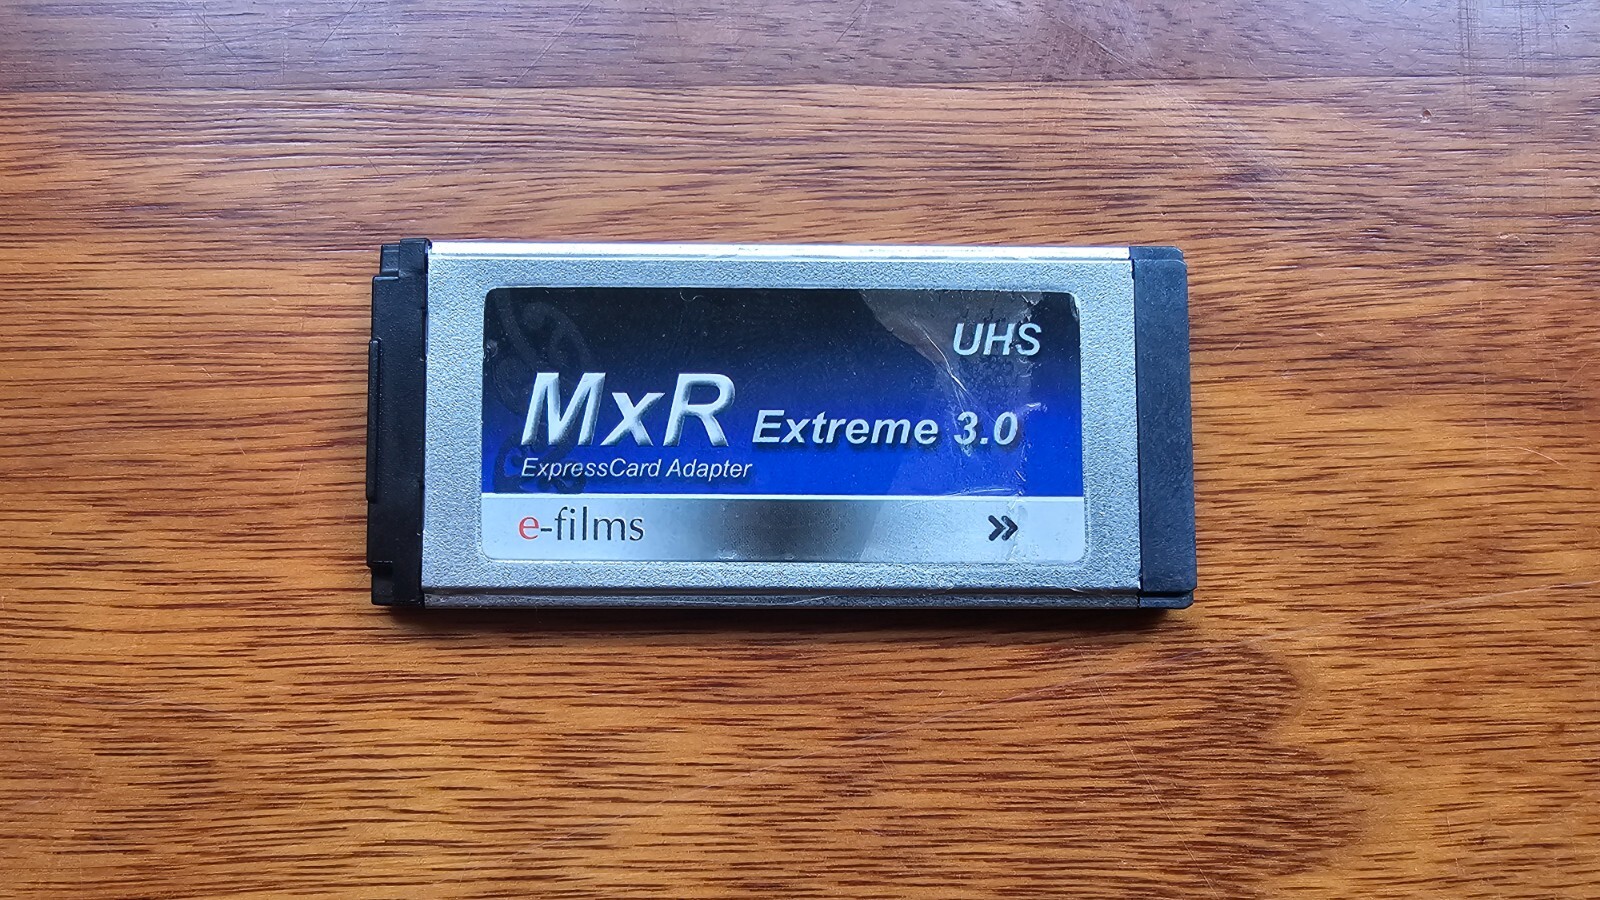 UHS
MxR Extreme 3.0
ExpressCard Adapter
e-films »